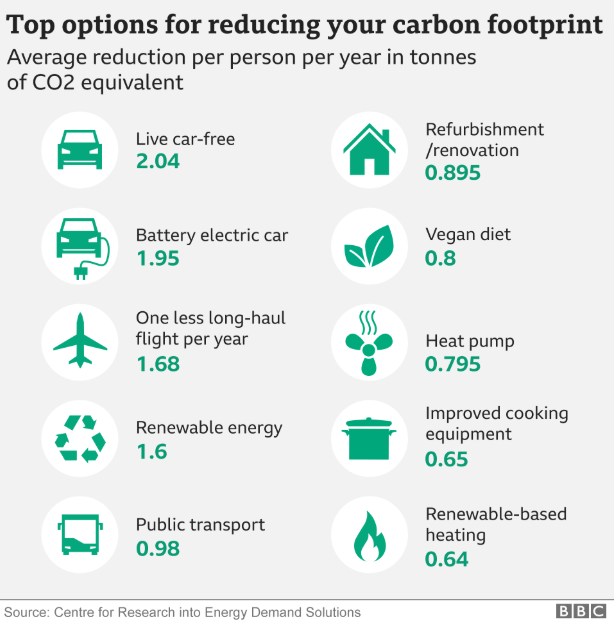 Top options for reducing your carbon footprint
Average reduction per person per year in tonnes
of CO2 equivalent
Live car-free
2.04
Battery electric car
1.95
One less long-haul
flight per year
1.68
Renewable energy
1.6
Public transport
0.98
Refurbishment
/renovation
0.895
Vegan diet
0.8
Heat pump
0.795
Improved cooking
equipment
0.65
Renewable-based
heating
0.64
Source: Centre for Research into Energy Demand Solutions
BBC